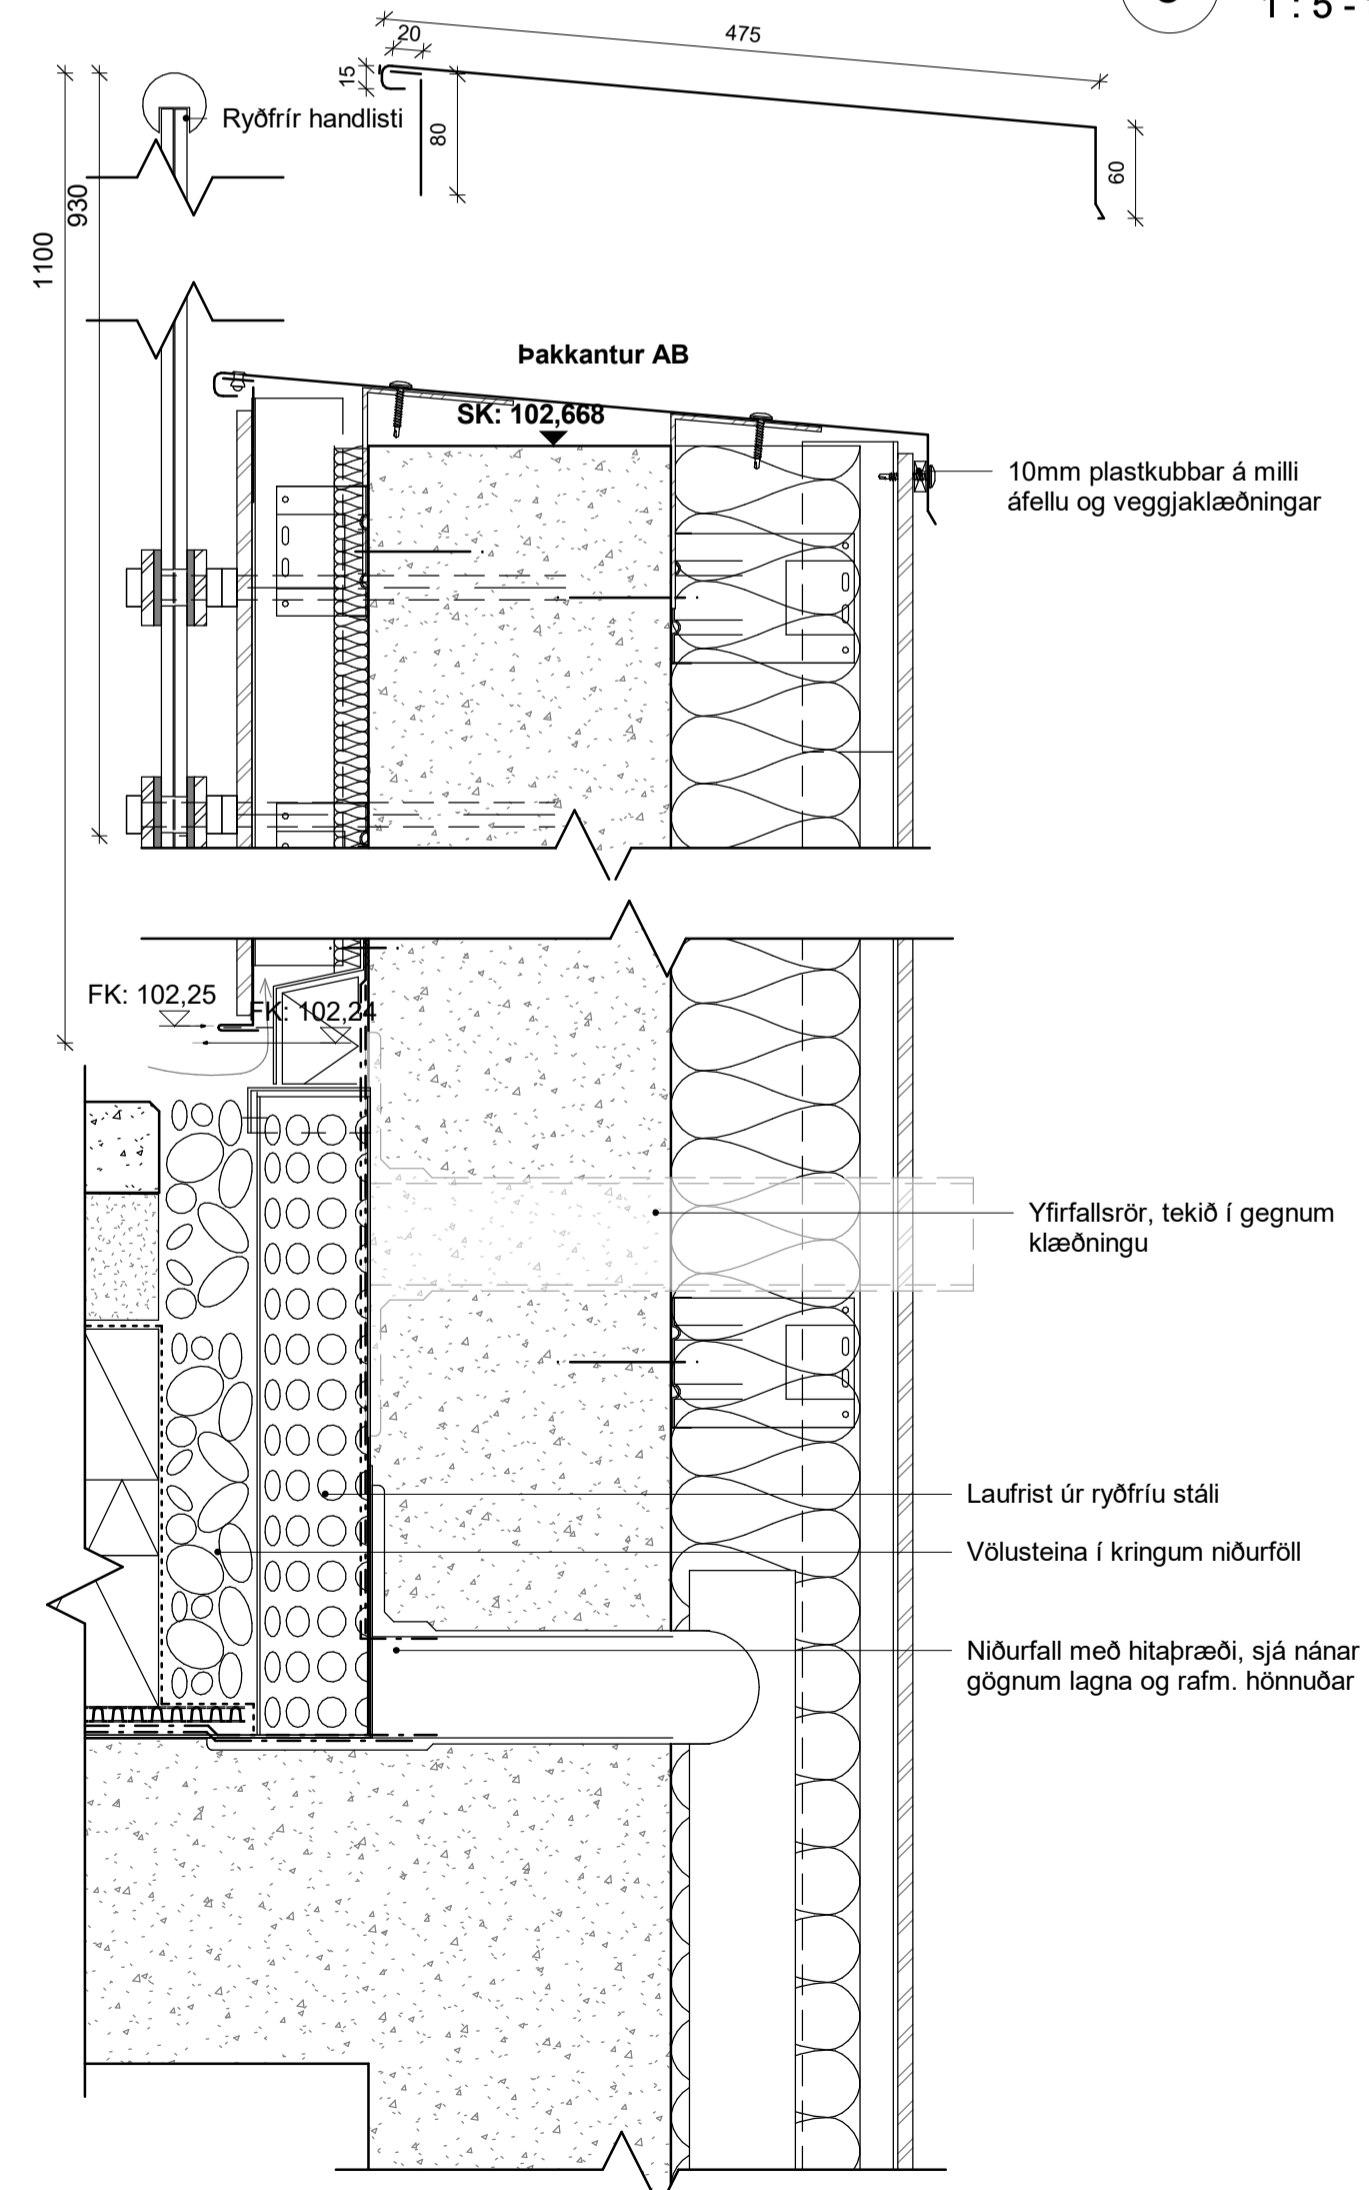 1 : 5 -
475
20
15
80
60
Ryðfrír handlisti
930
1100
Þakkantur AB
SK: 102,668
10mm plastkubbar á milli
áfellu og veggjaklæðningar
FK: 102,25
FK: 102,24
Yfirfallsrör, tekið í gegnum
klæðningu
Laufrist úr ryðfríu stáli
Völusteina í kringum niðurföll
Niðurfall með hitaþræði, sjá nánar
gögnum lagna og rafm. hönnuðar